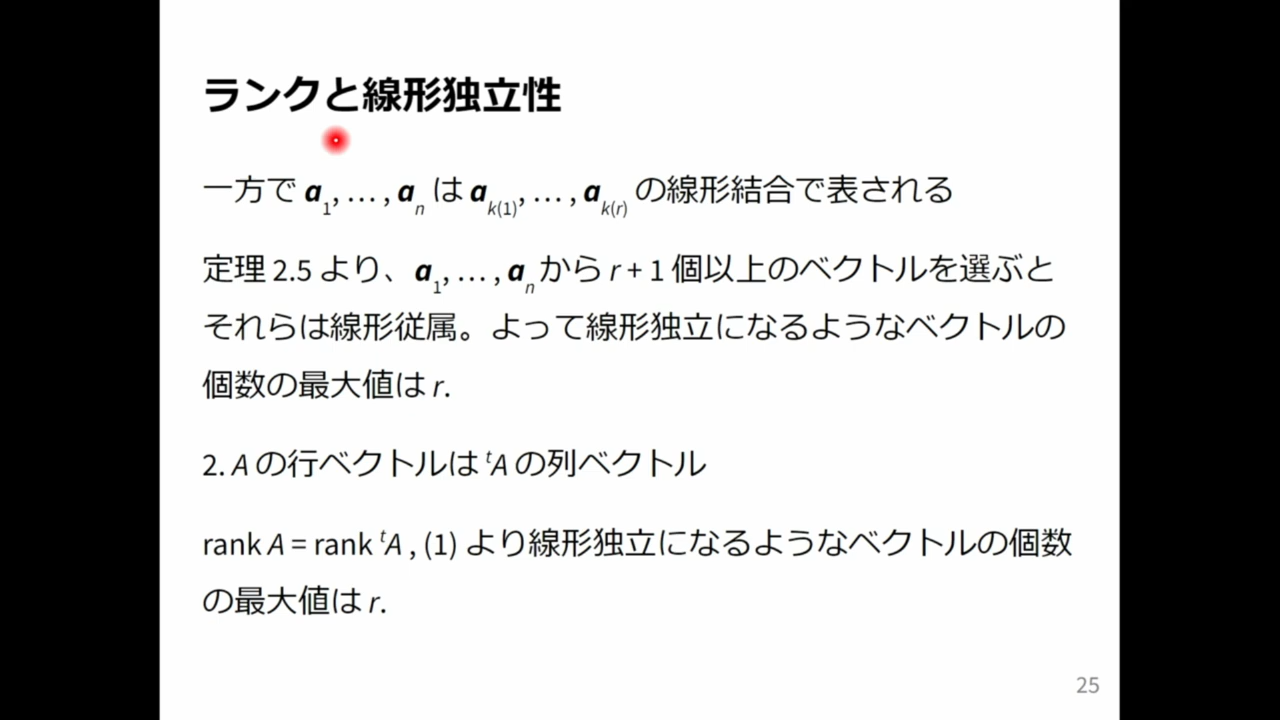 ランクと線形独立性
一方で a1, … , an は ak(1), … , ak(r) の線形結合で表される
定理 2.5 より、a1, … , an から r + 1 個以上のベクトルを選ぶと
それらは線形従属。よって線形独立になるようなベクトルの
個数の最大値は r.
2. A の行ベクトルは tA の列ベクトル
rank A = rank tA , (1) より線形独立になるようなベクトルの個数
の最大値は r.
25